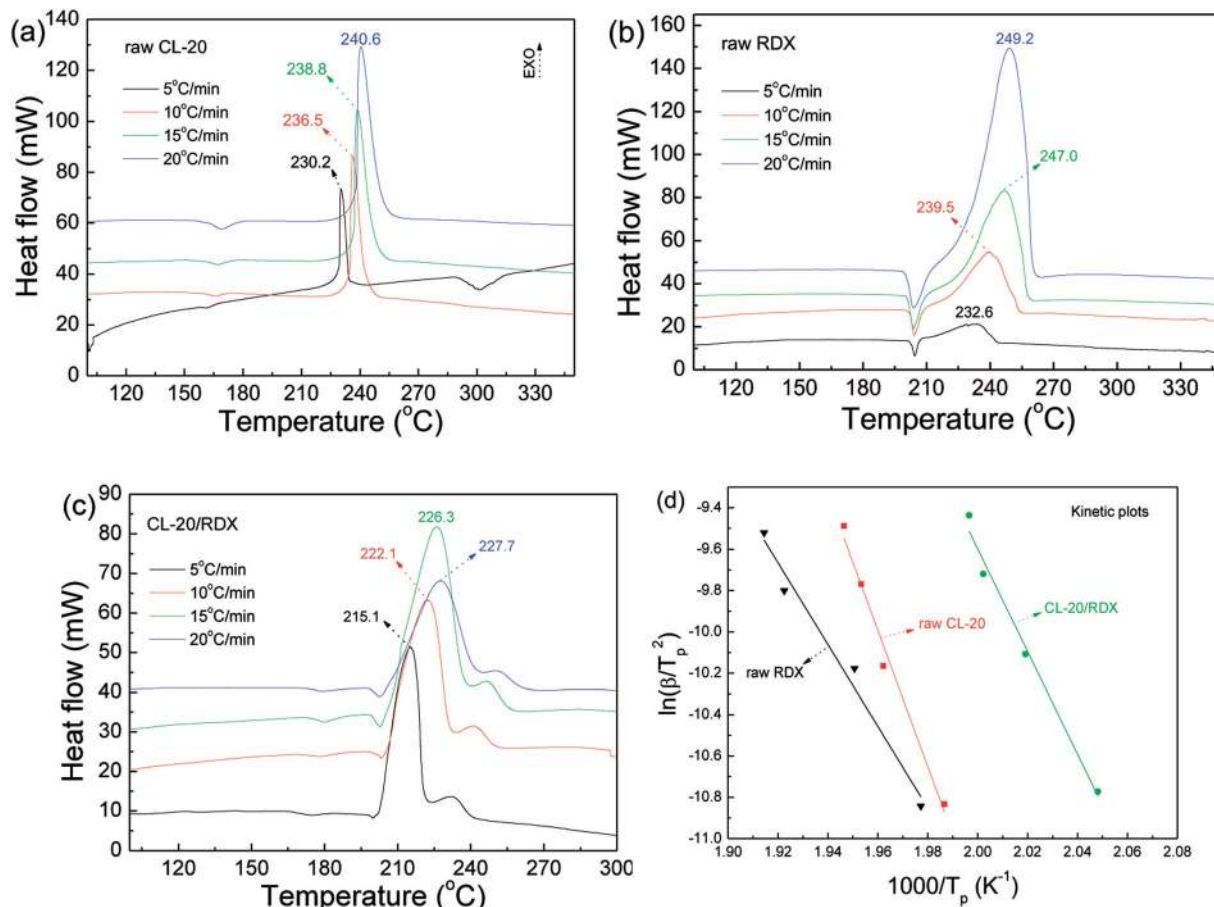 (a)
raw CL-20
5°C/min
10°C/min
15°C/min
20°C/min
240.6
238.8
236.5
230.2
EXO
140
120
100
80
60
40
20
0
Heat flow (mW)
120 150 180 210 240 270 300 330
Temperature (°C)
(b)
raw RDX
5°C/min
10°C/min
15°C/min
20°C/min
249.2
247.0
239.5
232.6
160
140
120
100
80
60
40
20
0
Heat flow (mW)
120 150 180 210 240 270 300 330
Temperature (°C)
(c)
CL-20/RDX
5°C/min
10°C/min
15°C/min
20°C/min
226.3
222.1
227.7
215.1
90
80
70
60
50
40
30
20
10
0
Heat flow (mW)
120 150 180 210 240 270 300
Temperature (°C)
(d)
Kinetic plots
CL-20/RDX
raw CL-20
raw RDX
-9.4
-9.6
-9.8
-10.0
-10.2
-10.4
-10.6
-10.8
-11.0
ln(β/Tp²)
1.90 1.92 1.94 1.96 1.98 2.00 2.02 2.04 2.06 2.08
1000/Tp (K⁻¹)